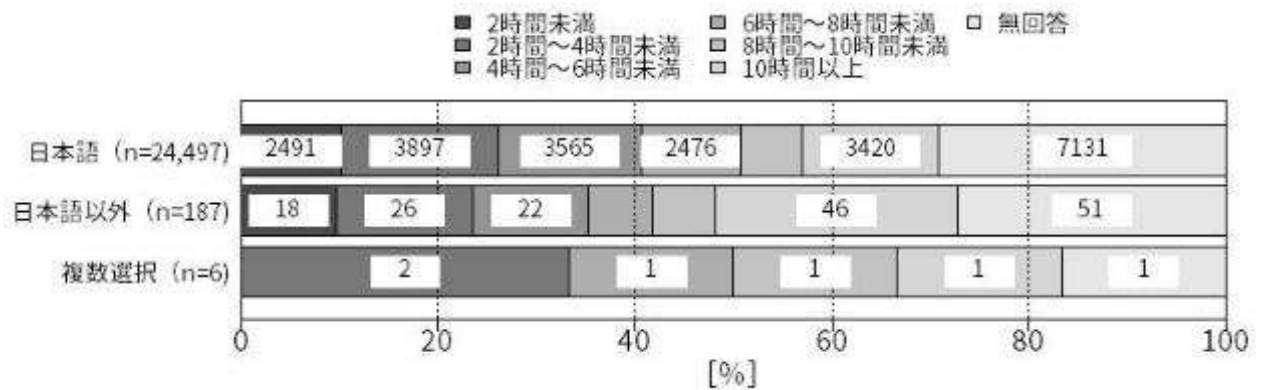 2時間未満 6時間～8時間未満 無回答
2時間～4時間未満 8時間～10時間未満
4時間～6時間未満 10時間以上
日本語（n=24,497) 2491 3897 3565 2476 3420 7131
日本語以外（n=187) 18 26 22 46 51
複数選択（n=6) 2 1 1 1 1
0 20 40 60 80 100
[%]